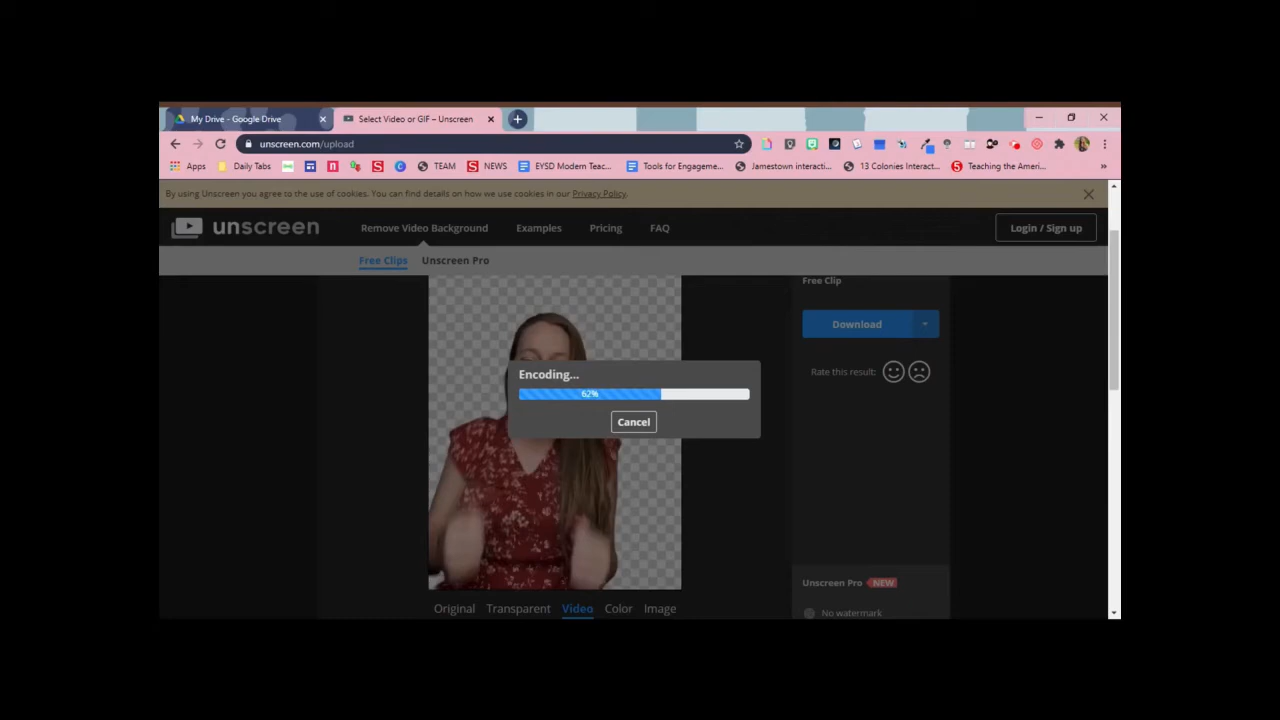 My Drive - Google Drive
Select Video or GIF – Unscreen
unscreen.com/upload
Apps Daily Tabs TEAM NEWS EYSD Modern Teac... Tools for Engageme... Jamestown interacti... 13 Colonies Interact... Teaching the Ameri... »
By using Unscreen you agree to the use of cookies. You can find details on how we use cookies in our Privacy Policy.
unscreen Remove Video Background Examples Pricing FAQ Login / Sign up
Free Clips Unscreen Pro
Free Clip
Download
Rate this result:
Encoding...
62%
Cancel
Unscreen Pro NEW
No watermark
Original Transparent Video Color Image